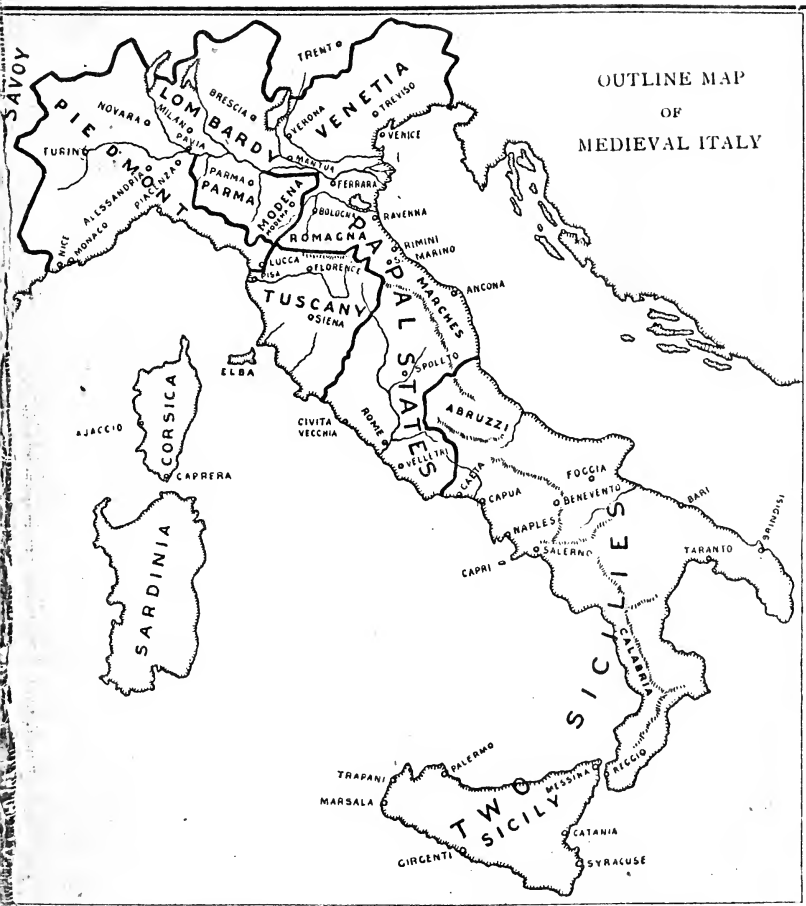 OUTLINE MAP
OF
MEDIEVAL ITALY
SAVOY
PIEDMONT
NOVARA
TURIN
ALESSANDRIA
PIACENZA
NICE
MONACO
LOMBARDY
MILAN
PAVIA
BRESCIA
MANTUA
TRENT
VENETIA
VERONA
TREVISO
VENICE
PARMA
PARMA
MODENA
MODENA
FERRARA
BOLOGNA
ROMAGNA
RAVENNA
RIMINI
S. MARINO
MARCHES
ANCONA
PAPAL STATES
LUCCA
PISA
FLORENCE
TUSCANY
SIENA
ELBA
SPOLETO
CIVITA
VECCHIA
ROME
VELLETRI
CORSICA
AJACCIO
CAPRERA
SARDINIA
ABRUZZI
CAPUA
FOGGIA
BENEVENTO
NAPLES
SALERNO
CAPRI
BARI
BRINDISI
TARANTO
CALABRIA
REGGIO
TWO SICILIES
SICILY
MESSINA
PALERMO
TRAPANI
MARSALA
GIRGENTI
CATANIA
SYRACUSE